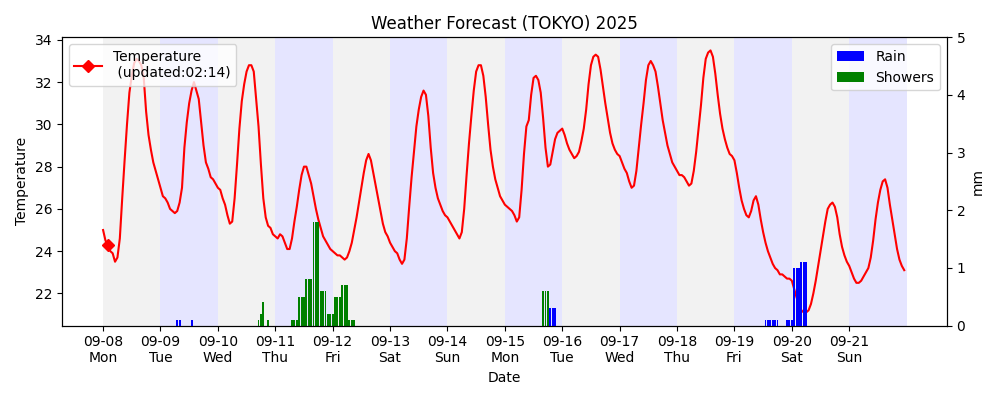 Weather Forecast (TOKYO) 2025
Temperature
(updated:02:14)
Rain
Showers
34
32
30
28
26
24
22
Temperature
5
4
3
2
1
0
mm
09-08 09-09 09-10 09-11 09-12 09-13 09-14 09-15 09-16 09-17 09-18 09-19 09-20 09-21
Mon Tue Wed Thu Fri Sat Sun Mon Tue Wed Thu Fri Sat Sun
Date